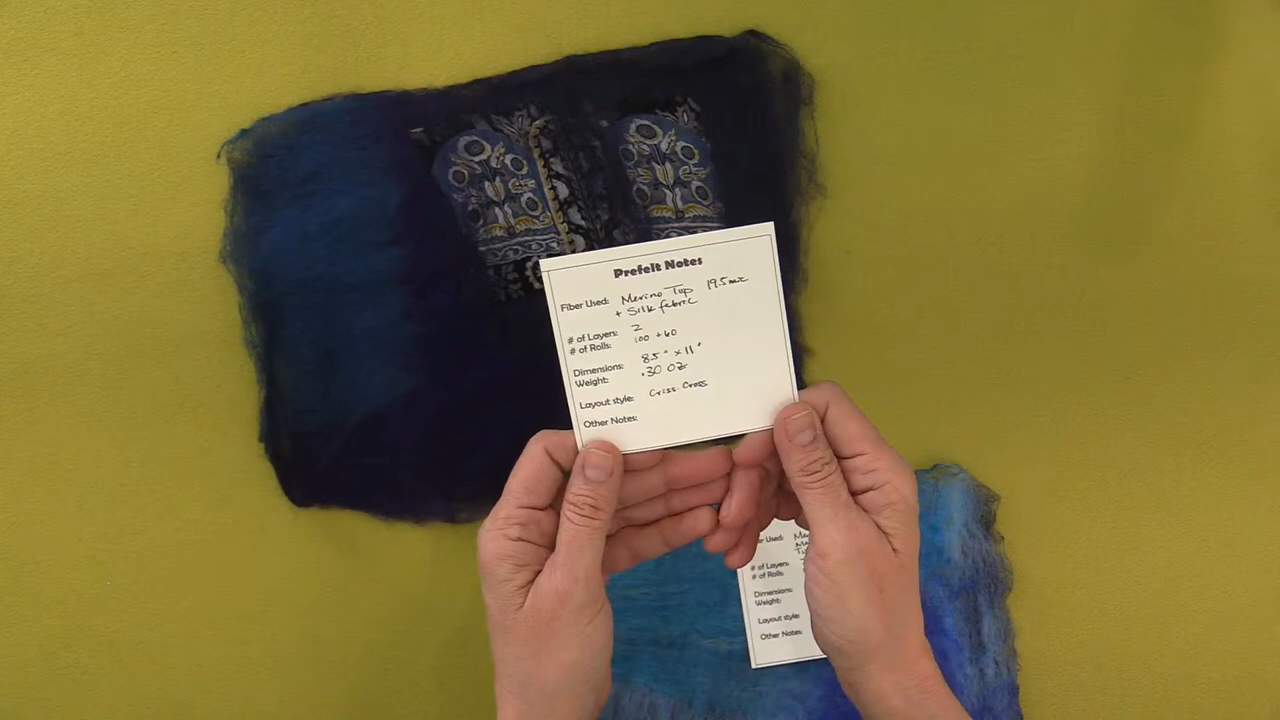 Prefelt Notes
Fiber Used: Merino Top 19.5 mic
+ Silk fabric
# of Layers: 2
# of Rolls: 100 + 60
Dimensions: 8.5" x 11"
Weight: .30 oz
Layout style: Criss-Cross
Other Notes:
Used:
# of Layers:
# of Rolls:
Dimensions:
Weight:
Layout style:
Other Notes: